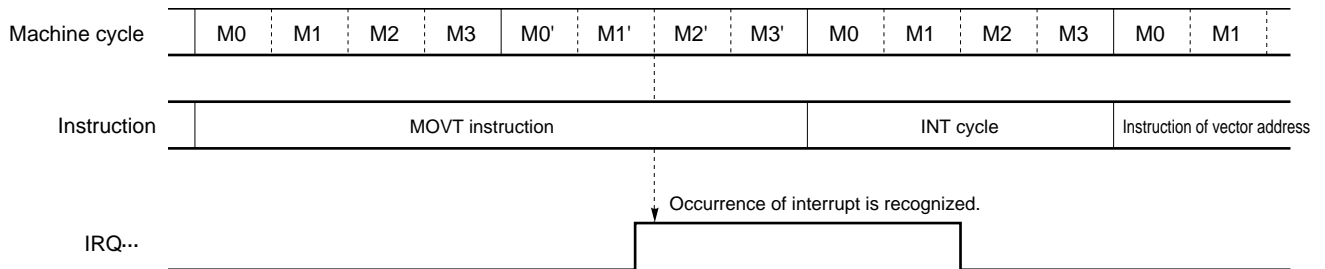 Machine cycle M0 M1 M2 M3 M0' M1' M2' M3' M0 M1 M2 M3 M0 M1
Instruction MOVT instruction INT cycle Instruction of vector address
Occurrence of interrupt is recognized.
IRQ···